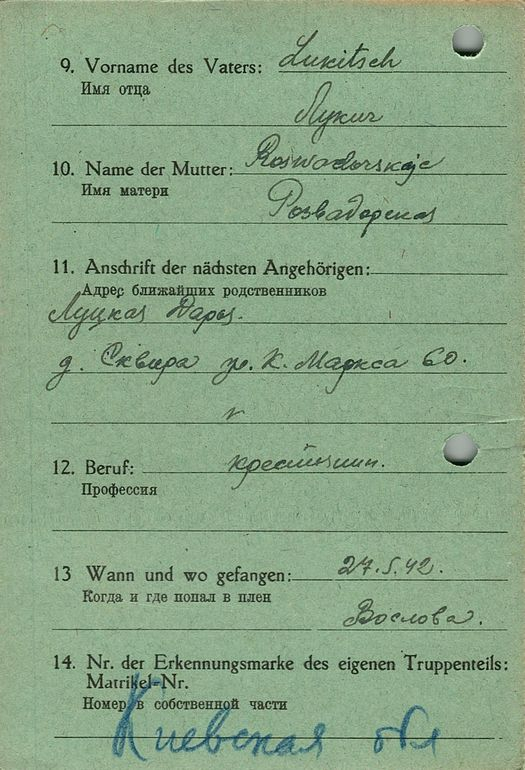 9. Vorname des Vaters: Lukitsch
Имя отца
Лукич
10. Name der Mutter: Roswadorskaje
Имя матери
Розвадорская
11. Anschrift der nächsten Angehörigen:
Адрес ближайших родственников
Луцкая Дарья.
д. Сквира ул. К. Маркса 60.
12. Beruf: крестьянин.
Профессия
13 Wann und wo gefangen: 27.5.42.
Когда и где попал в плен
Вослова.
14. Nr. der Erkennungsmarke des eigenen Truppenteils:
Matrikel-Nr.
Номер в собственной части
Киевская обл